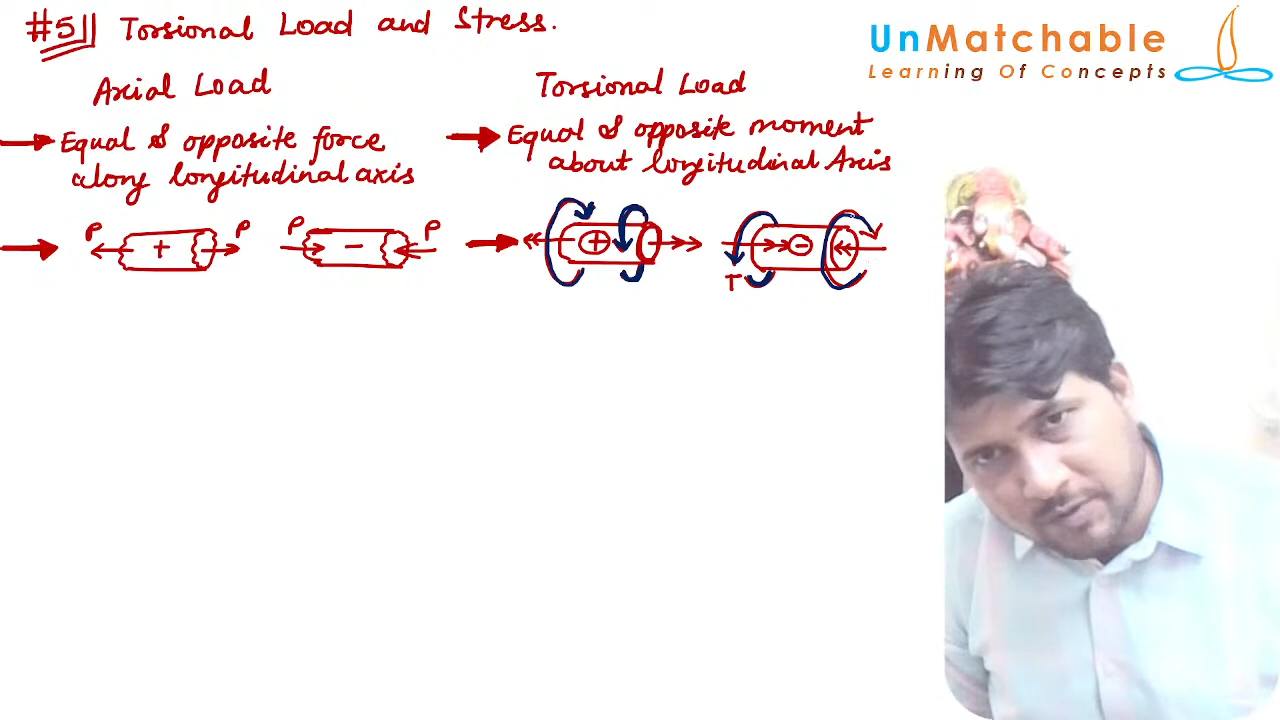 #5 Torsional Load and Stress.
UnMatchable
Learning Of Concepts
Axial Load
Equal & opposite force
along longitudinal axis
P + P P - P
Torsional Load
Equal & opposite moment
about longitudinal Axis
+ -
T